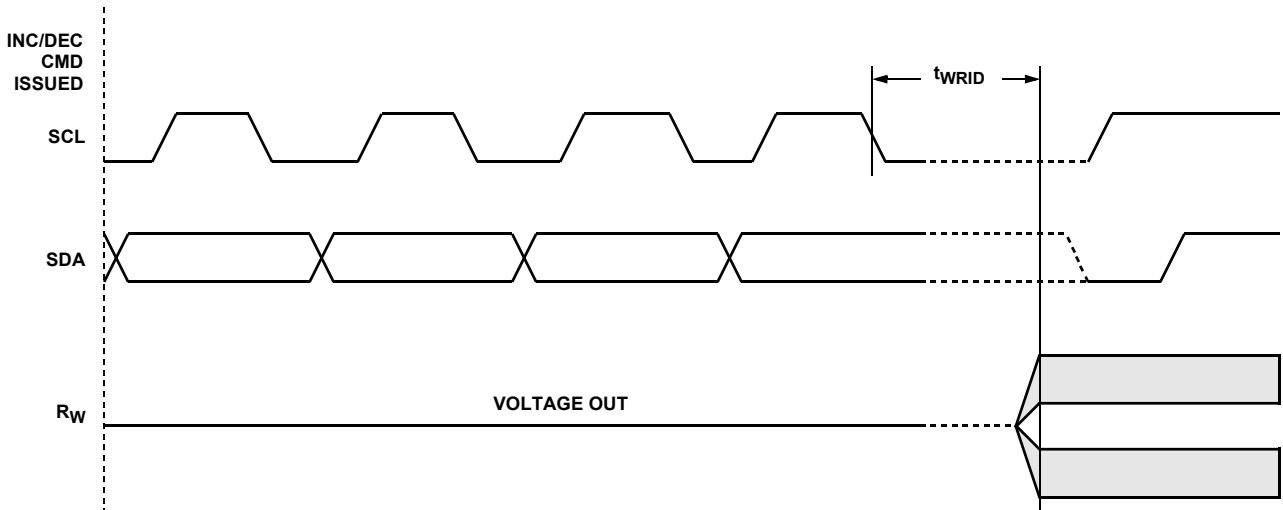 INC/DEC
CMD
ISSUED
tWRID
SCL
SDA
VOLTAGE OUT
RW